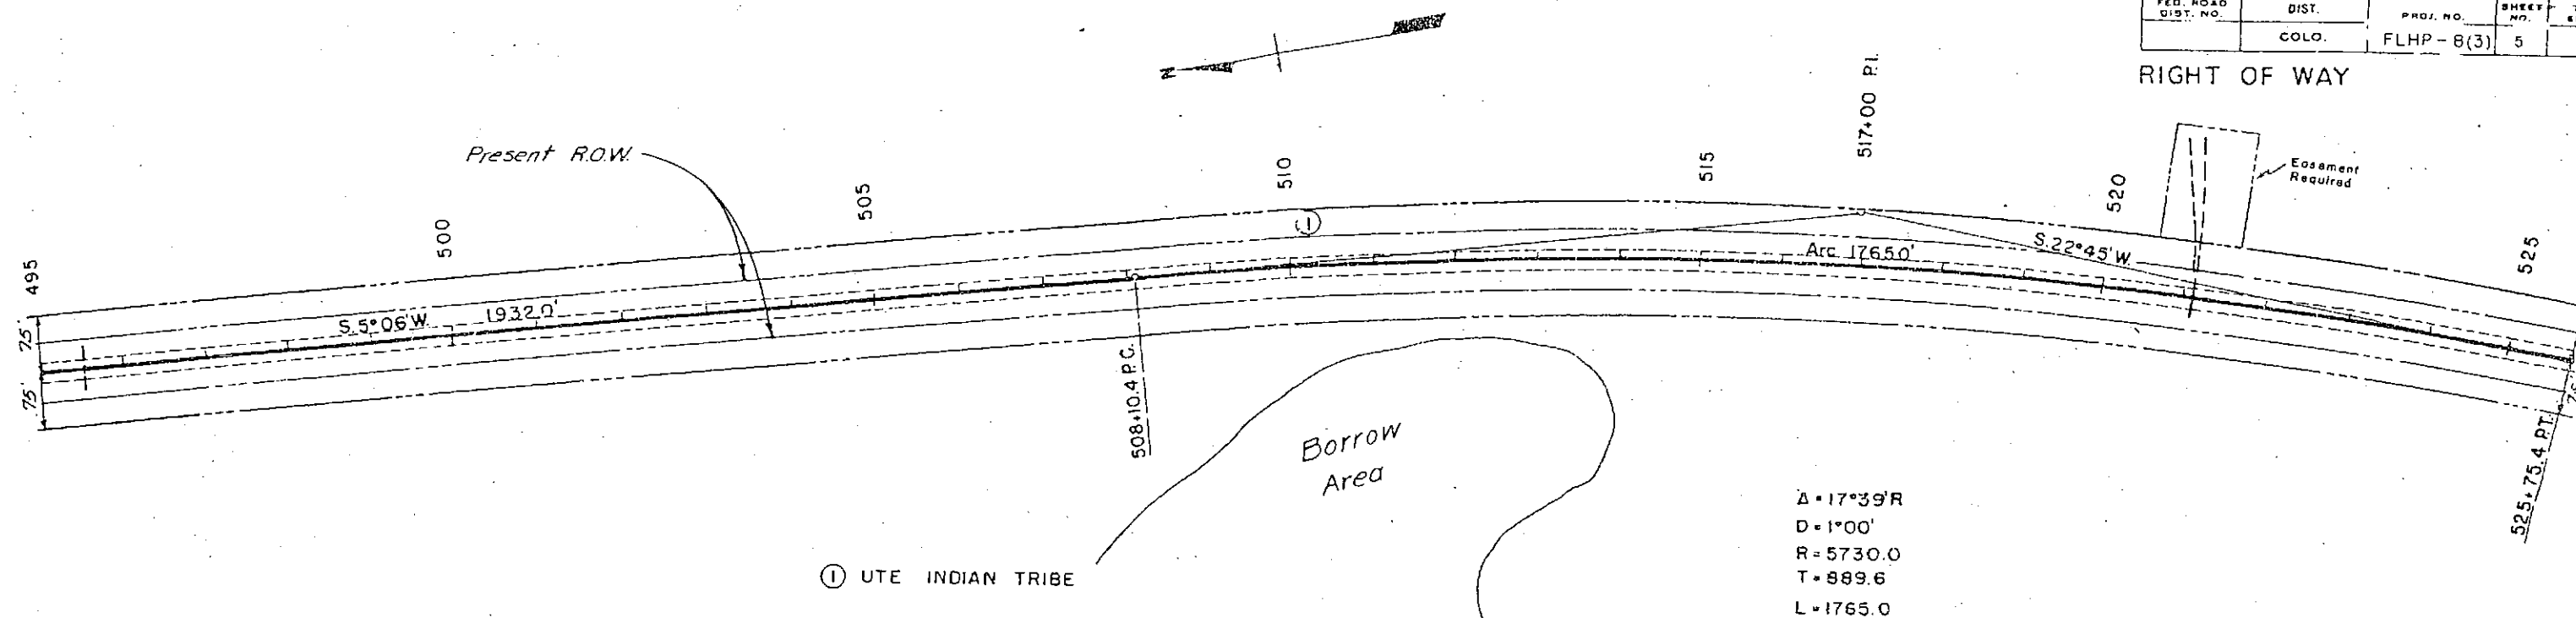 FED. ROAD DIST. NO.
DIST.
PROJ. NO.
SHEET NO.
COLO.
FLHP-8(3)
5
RIGHT OF WAY
N
Present R.O.W.
495
500
505
510
515
517+00 P.I.
520
525
Easement
Required
1
75'
75'
S.5°06'W.
1932.0'
Arc 1765.0'
S.22°45'W.
508+10.4 P.C.
525+75.4 P.T.
Borrow
Area
1 UTE INDIAN TRIBE
Δ=17°39'R
D=1°00'
R=5730.0
T=889.6
L=1765.0